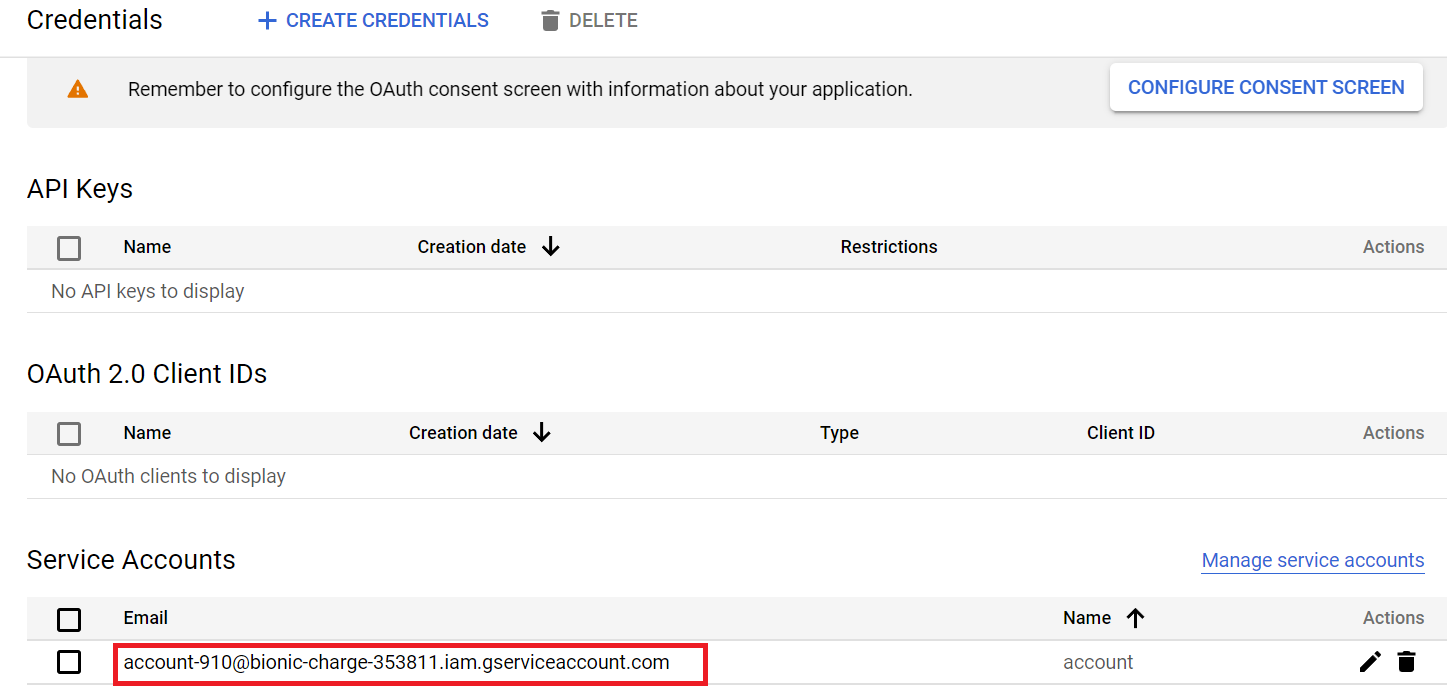 Credentials + CREATE CREDENTIALS DELETE
Remember to configure the OAuth consent screen with information about your application. CONFIGURE CONSENT SCREEN
API Keys
Name Creation date Restrictions Actions
No API keys to display
OAuth 2.0 Client IDs
Name Creation date Type Client ID Actions
No OAuth clients to display
Service Accounts Manage service accounts
Email Name Actions
account-910@bionic-charge-353811.iam.gserviceaccount.com account